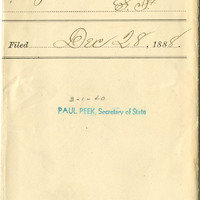 Filed Dec 28, 1888.
PAUL PEEK, Secretary of State